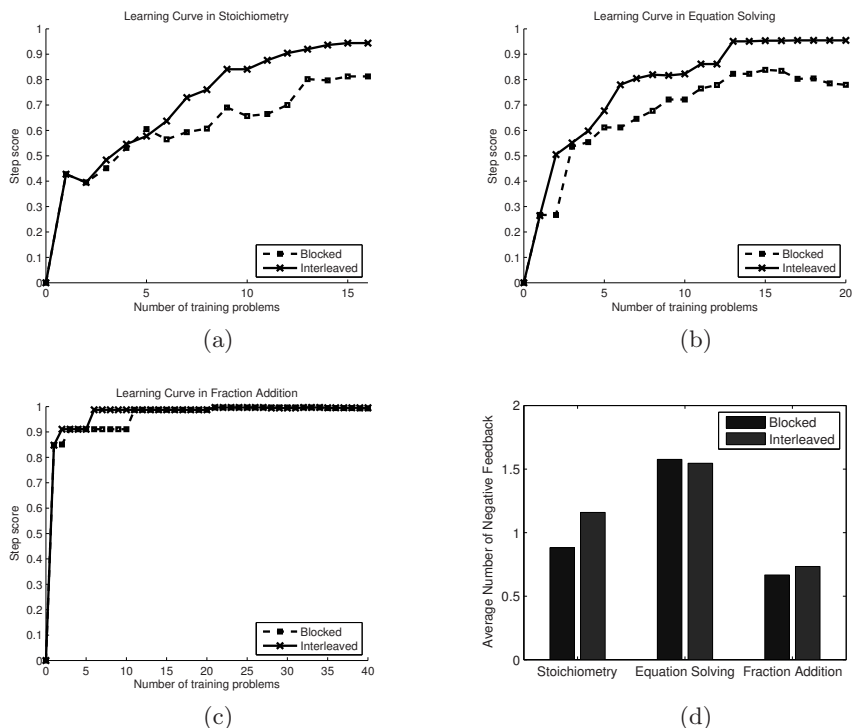 Learning Curve in Stoichiometry
1
0.9
0.8
0.7
0.6
0.5
0.4
0.3
0.2
0.1
0
Step score
Blocked
Interleaved
0 5 10 15
Number of training problems
(a)
Learning Curve in Equation Solving
1
0.9
0.8
0.7
0.6
0.5
0.4
0.3
0.2
0.1
0
Step score
Blocked
Inteleaved
0 5 10 15 20
Number of training problems
(b)
Learning Curve in Fraction Addition
1
0.9
0.8
0.7
0.6
0.5
0.4
0.3
0.2
0.1
0
Step score
Blocked
Interleaved
0 5 10 15 20 25 30 35 40
Number of training problems
(c)
2
1.5
1
0.5
0
Average Number of Negative Feedback
Blocked
Interleaved
Stoichiometry Equation Solving Fraction Addition
(d)